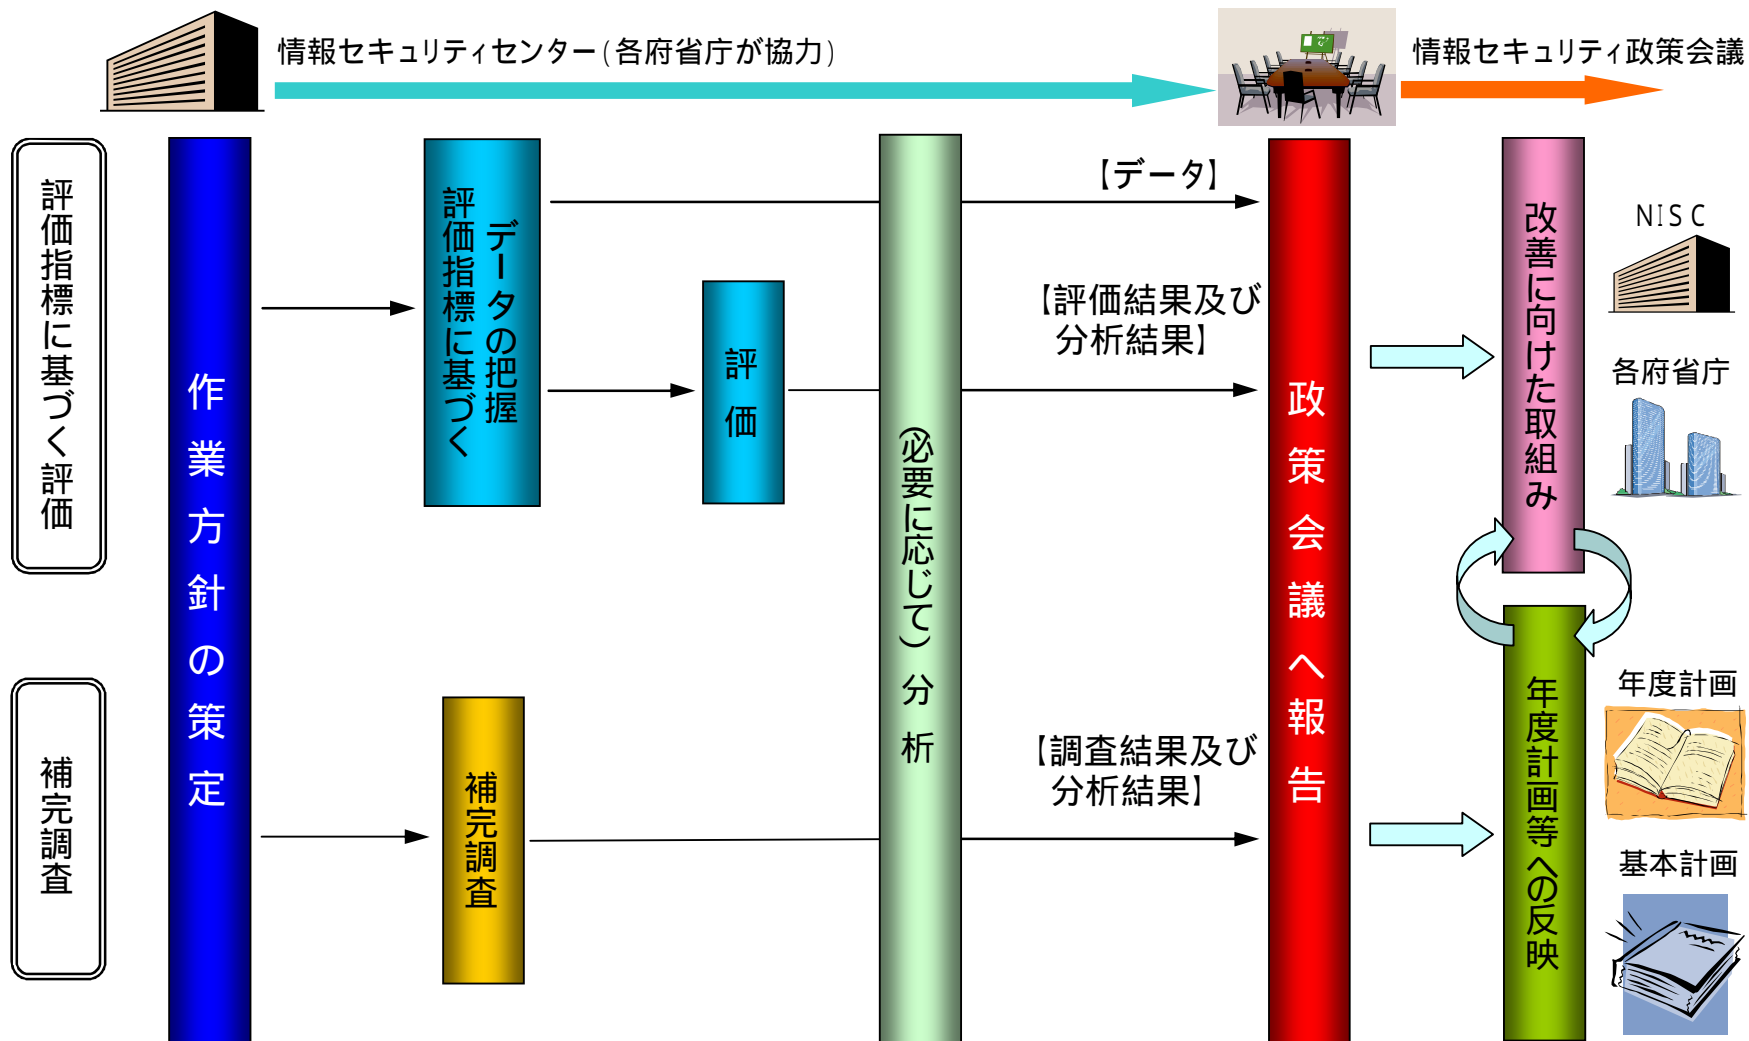 情報セキュリティセンター(各府省庁が協力)
情報セキュリティ政策会議
評価指標に基づく評価
補完調査
作業方針の策定
評価指標に基づく
データの把握
評価
補完調査
(必要に応じて)分析
【データ】
【評価結果及び
分析結果】
【調査結果及び
分析結果】
政策会議へ報告
改善に向けた取組み
年度計画等への反映
NISC
各府省庁
年度計画
基本計画